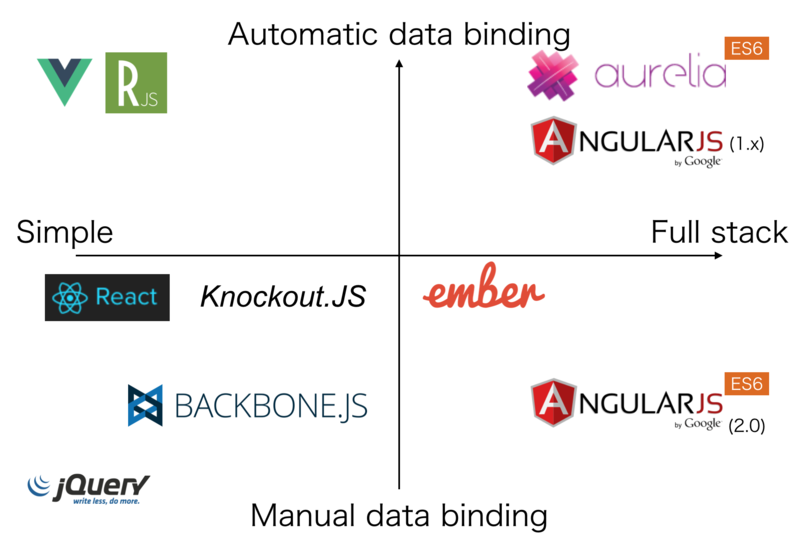 Automatic data binding
R JS
aurelia
ES6
ANGULARJS (1.x)
by Google
Simple
Full stack
React
Knockout.JS
ember
BACKBONE.JS
ES6
ANGULARJS
by Google (2.0)
jQuery
write less, do more.
Manual data binding